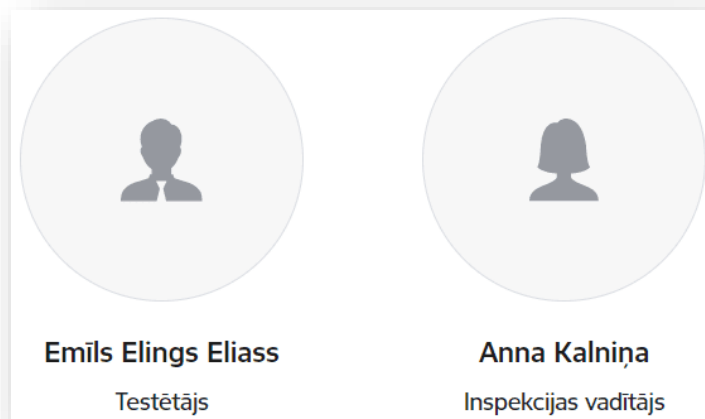 Emīls Elings Eliass
Testētājs
Anna Kalniņa
Inspekcijas vadītājs